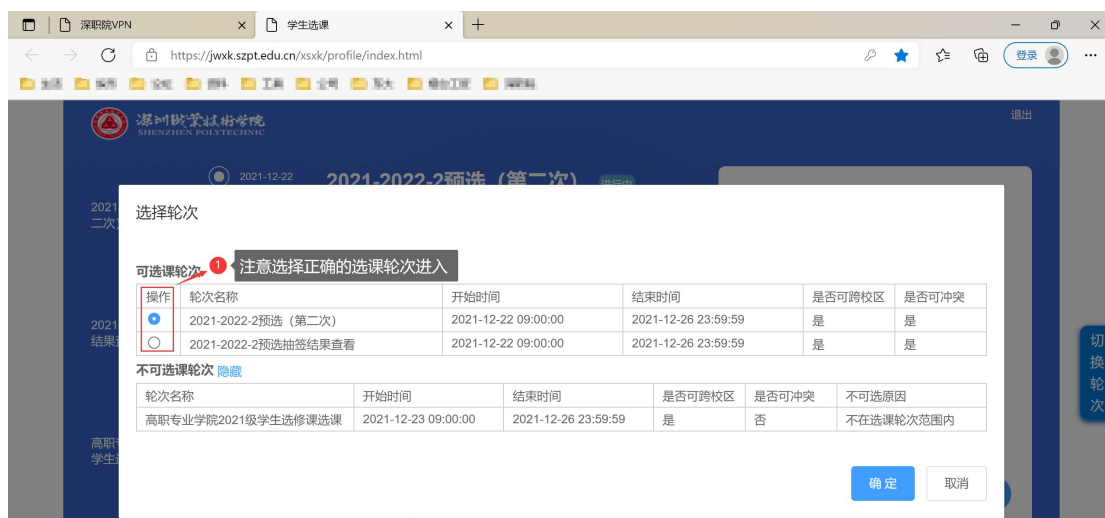 深职院VPN
学生选课
https://jwxk.szpt.edu.cn/xsxk/profile/index.html
登录
深圳职业技术学院
SHENZHEN POLYTECHNIC
退出
2021-12-22
2021-2022-2预选（第二次） 进行中
2021
二次
选择轮次
可选课轮次
1 注意选择正确的选课轮次进入
操作 轮次名称 开始时间 结束时间 是否可跨校区 是否可冲突
2021-2022-2预选（第二次） 2021-12-22 09:00:00 2021-12-26 23:59:59 是 是
2021-2022-2预选抽签结果查看 2021-12-22 09:00:00 2021-12-26 23:59:59 是 是
2021
结果
不可选课轮次 隐藏
轮次名称 开始时间 结束时间 是否可跨校区 是否可冲突 不可选原因
高职专业学院2021级学生选修课选课 2021-12-23 09:00:00 2021-12-26 23:59:59 是 否 不在选课轮次范围内
高职
学生
切换轮次
确定 取消